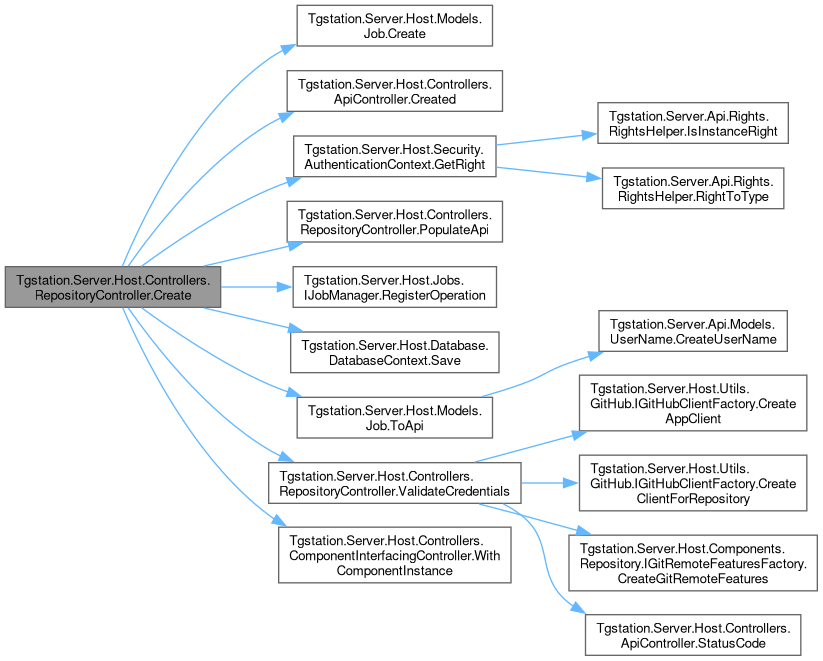 Tgstation.Server.Host.Controllers.
RepositoryController.Create
Tgstation.Server.Host.Models.
Job.Create
Tgstation.Server.Host.Controllers.
ApiController.Created
Tgstation.Server.Host.Security.
AuthenticationContext.GetRight
Tgstation.Server.Api.Rights.
RightsHelper.IsInstanceRight
Tgstation.Server.Api.Rights.
RightsHelper.RightToType
Tgstation.Server.Host.Controllers.
RepositoryController.PopulateApi
Tgstation.Server.Host.Jobs.
IJobManager.RegisterOperation
Tgstation.Server.Host.Database.
DatabaseContext.Save
Tgstation.Server.Host.Models.
Job.ToApi
Tgstation.Server.Api.Models.
UserName.CreateUserName
Tgstation.Server.Host.Controllers.
RepositoryController.ValidateCredentials
Tgstation.Server.Host.Utils.
GitHub.IGitHubClientFactory.Create
AppClient
Tgstation.Server.Host.Utils.
GitHub.IGitHubClientFactory.Create
ClientForRepository
Tgstation.Server.Host.Components.
Repository.IGitRemoteFeaturesFactory.
CreateGitRemoteFeatures
Tgstation.Server.Host.Controllers.
ApiController.StatusCode
Tgstation.Server.Host.Controllers.
ComponentInterfacingController.With
ComponentInstance